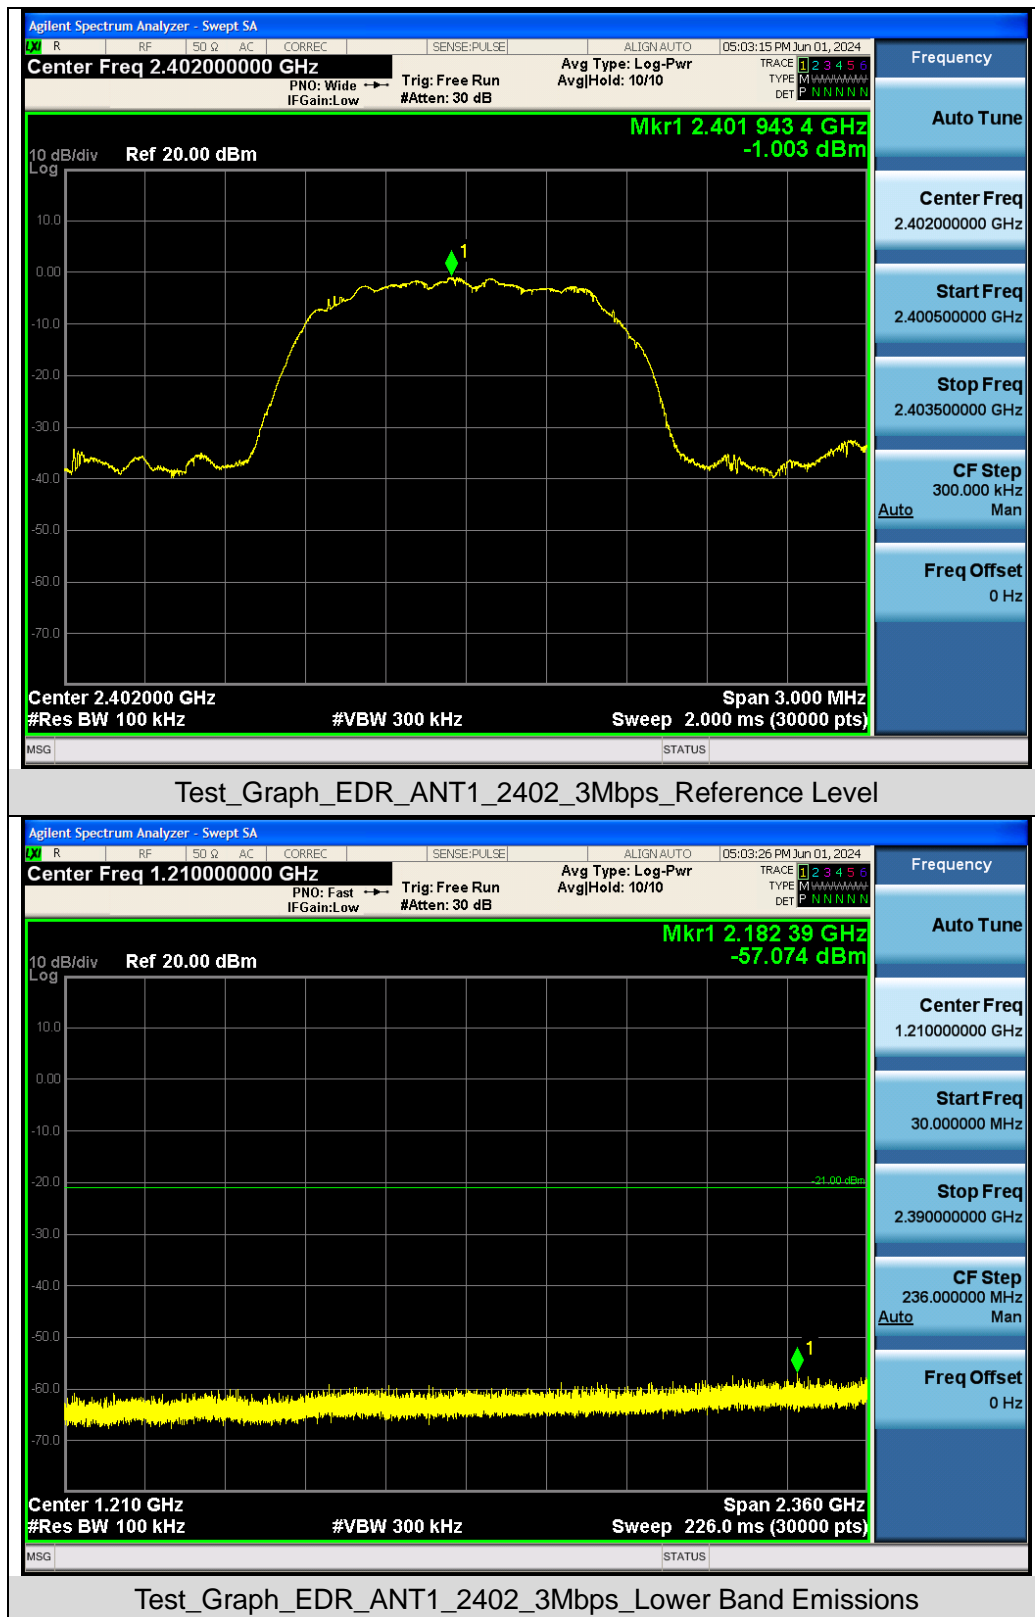 Agilent Spectrum Analyzer - Swept SA
LXI R RF 50 Ω AC CORREC SENSE:PULSE ALIGN AUTO 05:03:15 PM Jun 01, 2024
Center Freq 2.402000000 GHz
PNO: Wide
IFGain:Low
Trig: Free Run
#Atten: 30 dB
Avg Type: Log-Pwr
Avg|Hold: 10/10
TRACE 1 2 3 4 5 6
TYPE M WWWWW
DET P N N N N N
Mkr1 2.401 943 4 GHz
-1.003 dBm
10 dB/div Ref 20.00 dBm
Log
10.0
0.00
-10.0
-20.0
-30.0
-40.0
-50.0
-60.0
-70.0
1
Center 2.402000 GHz Span 3.000 MHz
#Res BW 100 kHz #VBW 300 kHz Sweep 2.000 ms (30000 pts)
MSG STATUS
Frequency
Auto Tune
Center Freq
2.402000000 GHz
Start Freq
2.400500000 GHz
Stop Freq
2.403500000 GHz
CF Step
300.000 kHz
Auto Man
Freq Offset
0 Hz
Test_Graph_EDR_ANT1_2402_3Mbps_Reference Level
Agilent Spectrum Analyzer - Swept SA
LXI R RF 50 Ω AC CORREC SENSE:PULSE ALIGN AUTO 05:03:26 PM Jun 01, 2024
Center Freq 1.210000000 GHz
PNO: Fast
IFGain:Low
Trig: Free Run
#Atten: 30 dB
Avg Type: Log-Pwr
Avg|Hold: 10/10
TRACE 1 2 3 4 5 6
TYPE M WWWWW
DET P N N N N N
Mkr1 2.182 39 GHz
-57.074 dBm
10 dB/div Ref 20.00 dBm
Log
10.0
0.00
-10.0
-20.0
-30.0
-40.0
-50.0
-60.0
-70.0
-21.00 dBm
1
Center 1.210 GHz Span 2.360 GHz
#Res BW 100 kHz #VBW 300 kHz Sweep 226.0 ms (30000 pts)
MSG STATUS
Frequency
Auto Tune
Center Freq
1.210000000 GHz
Start Freq
30.000000 MHz
Stop Freq
2.390000000 GHz
CF Step
236.000000 MHz
Auto Man
Freq Offset
0 Hz
Test_Graph_EDR_ANT1_2402_3Mbps_Lower Band Emissions